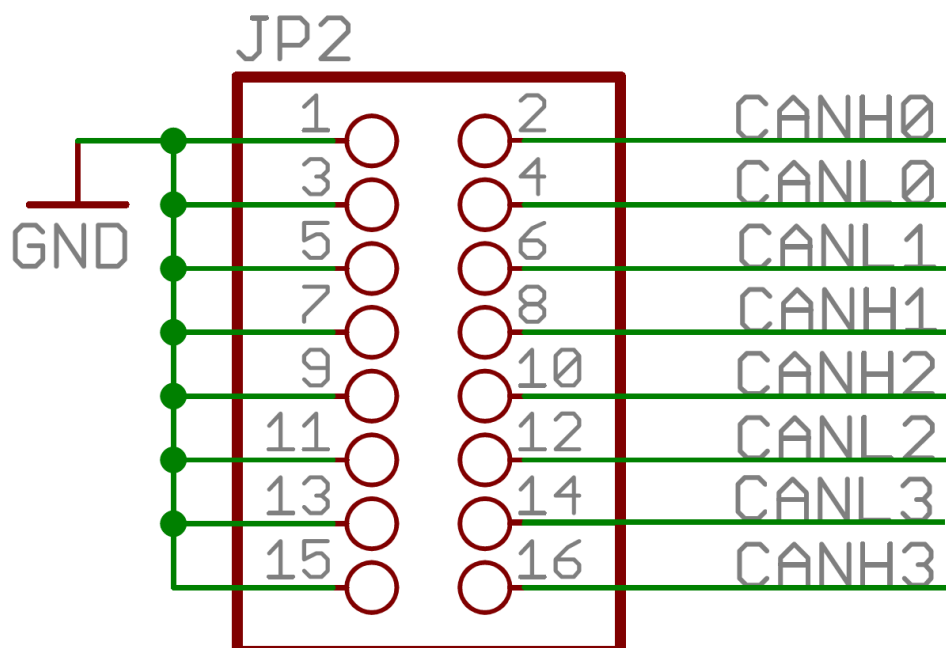 JP2
1 2 CANH0
3 4 CANL0
GND 5 6 CANL1
7 8 CANH1
9 10 CANH2
11 12 CANL2
13 14 CANL3
15 16 CANH3